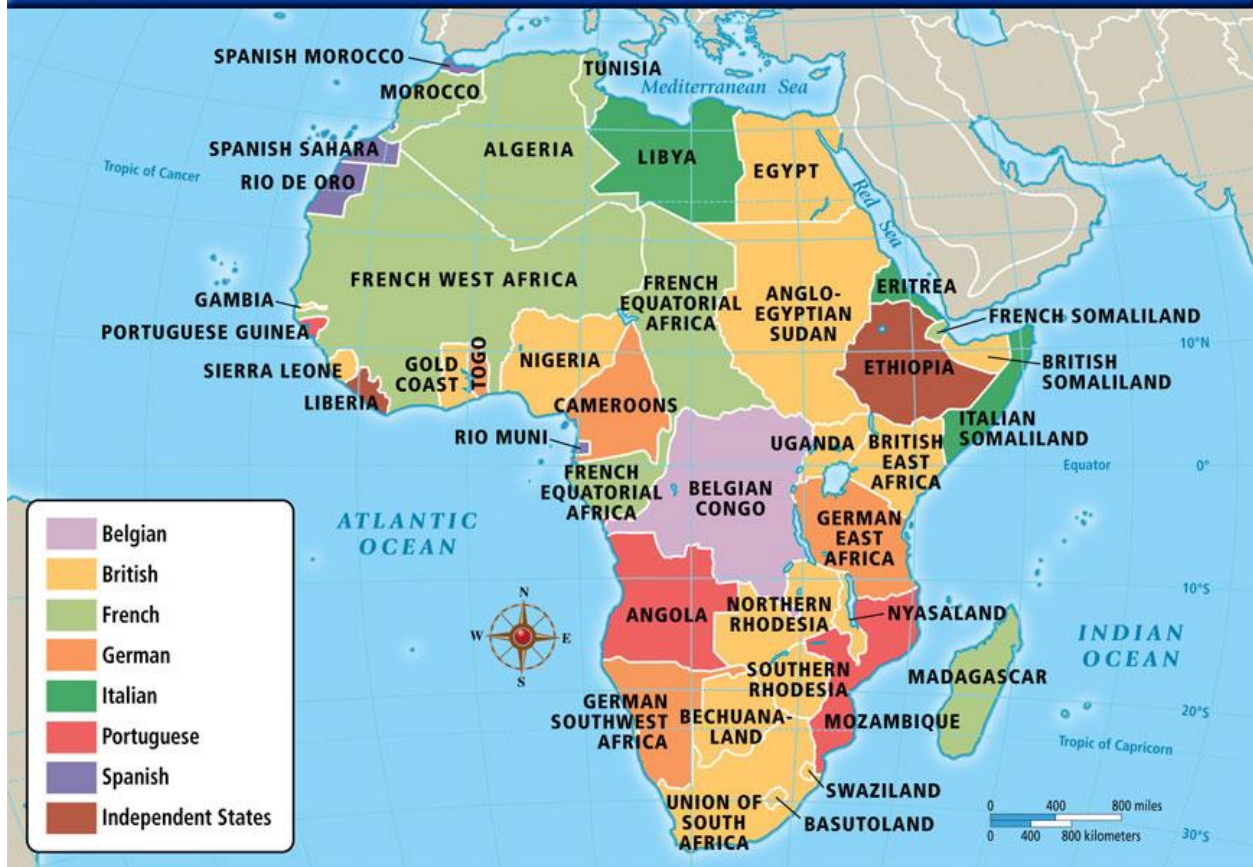 SPANISH MOROCCO
TUNISIA
Mediterranean Sea
MOROCCO
SPANISH SAHARA
ALGERIA
LIBYA
EGYPT
Tropic of Cancer
RIO DE ORO
Red Sea
FRENCH WEST AFRICA
FRENCH
EQUATORIAL
AFRICA
ANGLO-
EGYPTIAN
SUDAN
ERITREA
GAMBIA
FRENCH SOMALILAND
PORTUGUESE GUINEA
10°N
NIGERIA
GOLD
COAST
TOGO
ETHIOPIA
BRITISH
SOMALILAND
SIERRA LEONE
LIBERIA
CAMEROONS
ITALIAN
SOMALILAND
RIO MUNI
UGANDA
BRITISH
EAST
AFRICA
Equator
0°
FRENCH
EQUATORIAL
AFRICA
BELGIAN
CONGO
GERMAN
EAST
AFRICA
ATLANTIC
OCEAN
Belgian
British
French
German
Italian
Portuguese
Spanish
Independent States
N
W
E
S
10°S
ANGOLA
NORTHERN
RHODESIA
NYASALAND
INDIAN
OCEAN
SOUTHERN
RHODESIA
MADAGASCAR
GERMAN
SOUTHWEST
AFRICA
BECHUANA-
LAND
MOZAMBIQUE
20°S
Tropic of Capricorn
SWAZILAND
UNION OF
SOUTH
AFRICA
BASUTOLAND
0 400 800 miles
0 400 800 kilometers
30°S